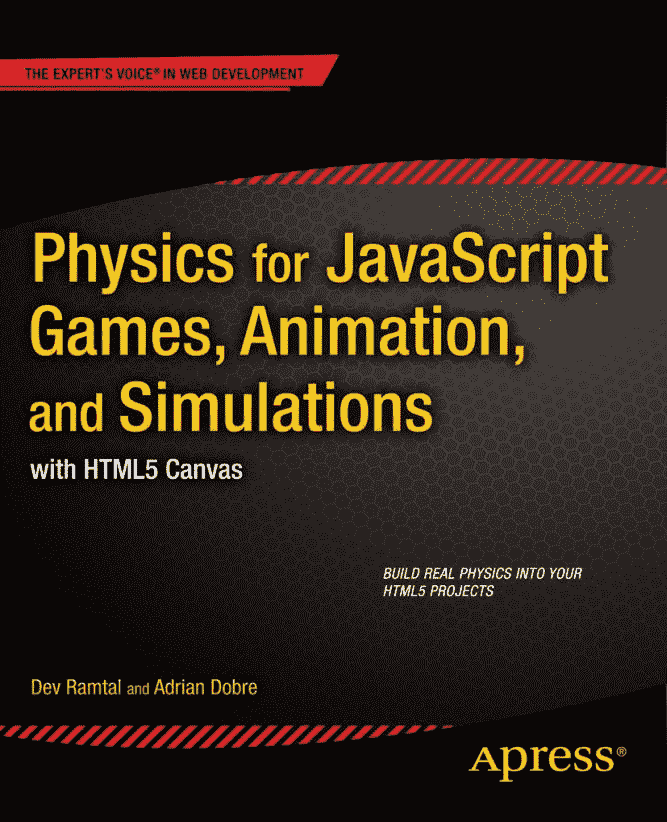 THE EXPERT'S VOICE® IN WEB DEVELOPMENT
Physics for JavaScript
Games, Animation,
and Simulations
with HTML5 Canvas
BUILD REAL PHYSICS INTO YOUR
HTML5 PROJECTS
Dev Ramtal and Adrian Dobre
Apress®